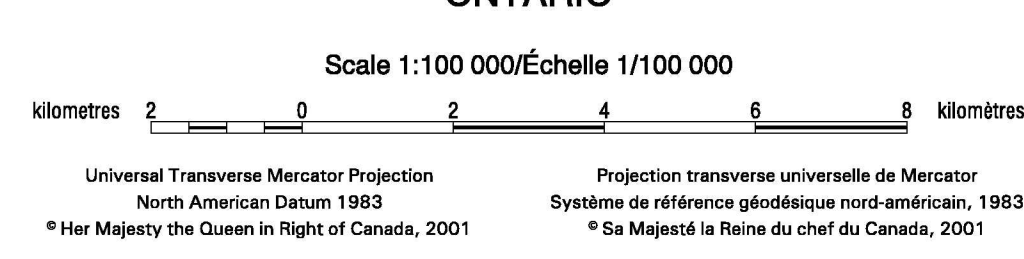 ONTARIO
Scale 1:100 000/Échelle 1/100 000
kilometres 2 0 2 4 6 8 kilomètres
Universal Transverse Mercator Projection
North American Datum 1983
© Her Majesty the Queen in Right of Canada, 2001
Projection transverse universelle de Mercator
Système de référence géodésique nord-américain, 1983
© Sa Majesté la Reine du chef du Canada, 2001